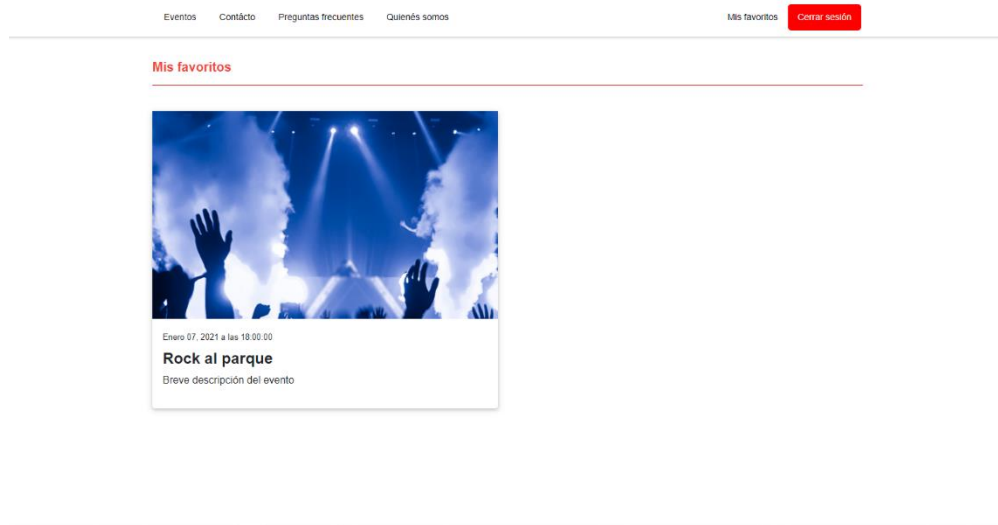 Eventos Contácto Preguntas frecuentes Quienés somos Mis favoritos Cerrar sesión
Mis favoritos
Enero 07, 2021 a las 18:00:00
Rock al parque
Breve descripción del evento